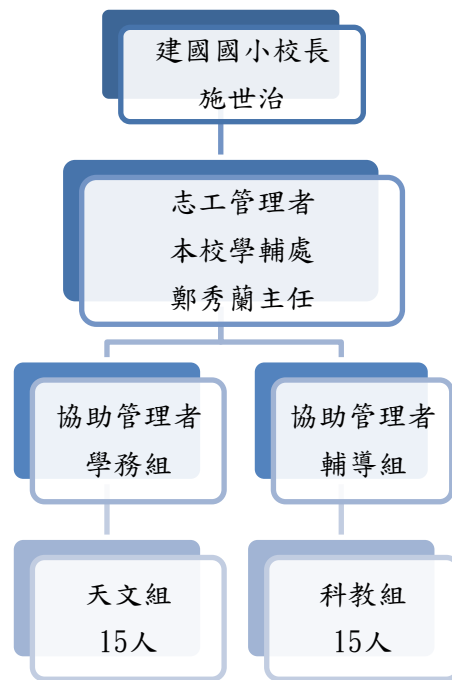 建國國小校長
施世治
志工管理者
本校學輔處
鄭秀蘭主任
協助管理者
學務組
協助管理者
輔導組
天文組
15人
科教組
15人